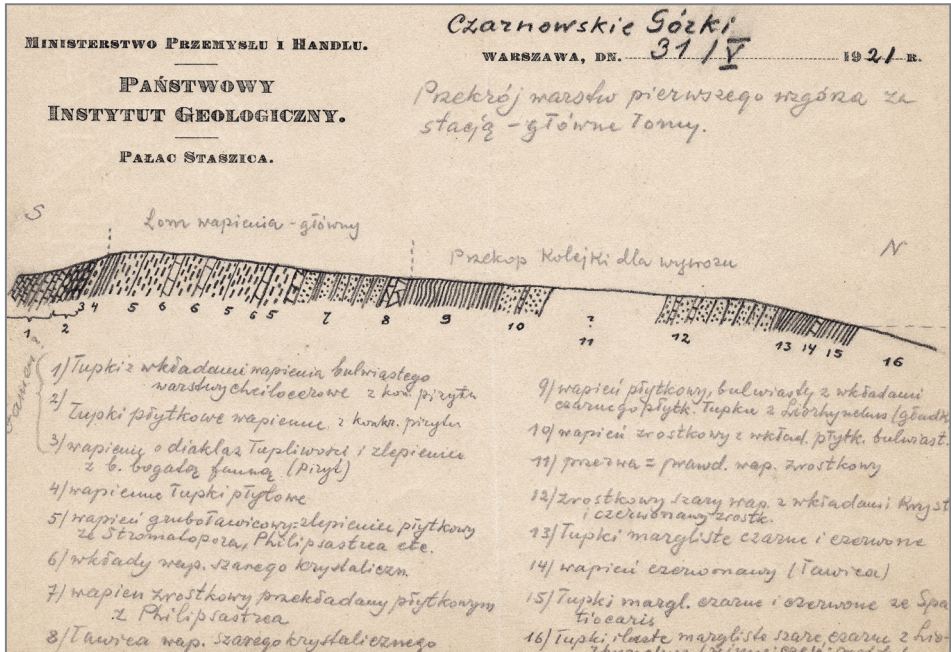 MINISTERSTWO PRZEMYSŁU I HANDLU.
PAŃSTWOWY
INSTYTUT GEOLOGICZNY.
PAŁAC STASZICA.
Czarnowskie Górki
WARSZAWA, DN. 31/V 1921 R.
Przekrój warstw pierwszego wzgórza za
stacją - główne łomy.
S
Łom wapienia - główny
Przekop kolejki dla wywozu
N
1 2 3 4 5 6 6 5 6 5 7 8 9 10 ? 11 12 13 14 15 16
1) Łupki z wkładami wapienia bulwiastego
warstwy cheilocerowe z kon. pirytu
2) Łupki płytkowe wapienne, z konkr. pirytu
3) wapienie o diaklaz łupliwości i zlepieniec
z b. bogatą fauną (piryt)
4) wapienne łupki płytowe
5) wapień gruboławicowy: zlepieniec płytkowy
ze Stromatopora, Philipsastrea etc.
6) wkłady wap. szarego krystaliczn.
7) wapien zrostkowy przekładany płytkowym
z Philipsastrea
8) Ławica wap. szarego krystalicznego
9) wapień płytkowy, bulwiasty z wkładami
czarnego płytk. łupku z Liorhynchus
10) wapień zrostkowy z wkład. płytk. bulwiast.
11) przerwa = prawd. wap. zrostkowy
12) zrostkowy szary wap. z wkładami Kryst
i czerwonawy zrostk.
13) Łupki margliste czarne i czerwone
14) wapień czerwonawy (Ławica)
15) Łupki margl. czarne i czerwone ze Spa-
tiocaris
16) Łupki ilaste margliste szare, czarne z Lio-